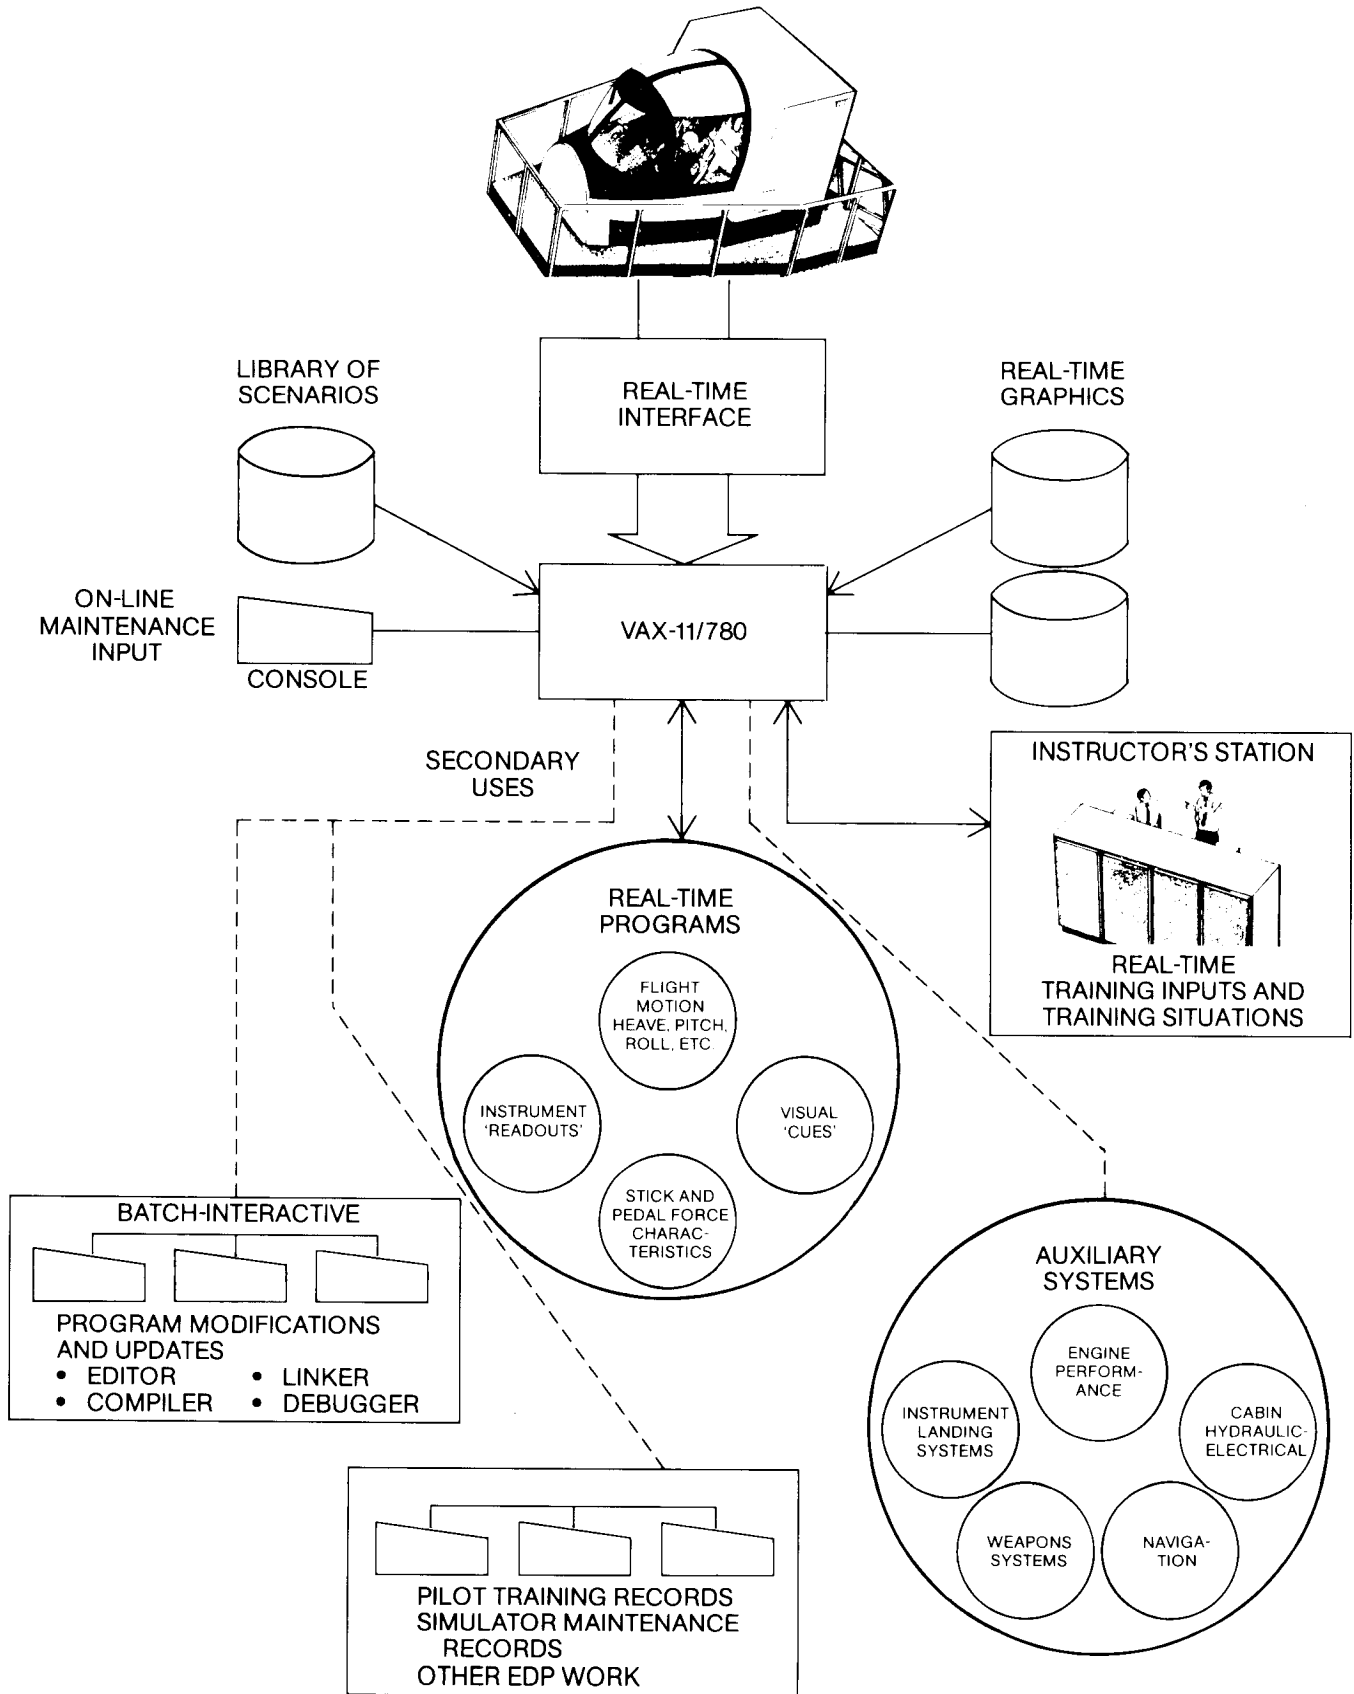 LIBRARY OF
SCENARIOS
REAL-TIME
INTERFACE
REAL-TIME
GRAPHICS
ON-LINE
MAINTENANCE
INPUT
CONSOLE
VAX-11/780
SECONDARY
USES
INSTRUCTOR'S STATION
REAL-TIME
TRAINING INPUTS AND
TRAINING SITUATIONS
REAL-TIME
PROGRAMS
FLIGHT
MOTION
HEAVE, PITCH,
ROLL, ETC
INSTRUMENT
'READOUTS'
VISUAL
'CUES'
STICK AND
PEDAL FORCE
CHARAC-
TERISTICS
BATCH-INTERACTIVE
PROGRAM MODIFICATIONS
AND UPDATES
• EDITOR • LINKER
• COMPILER • DEBUGGER
AUXILIARY
SYSTEMS
ENGINE
PERFORM-
ANCE
INSTRUMENT
LANDING
SYSTEMS
CABIN
HYDRAULIC-
ELECTRICAL
WEAPONS
SYSTEMS
NAVIGA-
TION
PILOT TRAINING RECORDS
SIMULATOR MAINTENANCE
RECORDS
OTHER EDP WORK